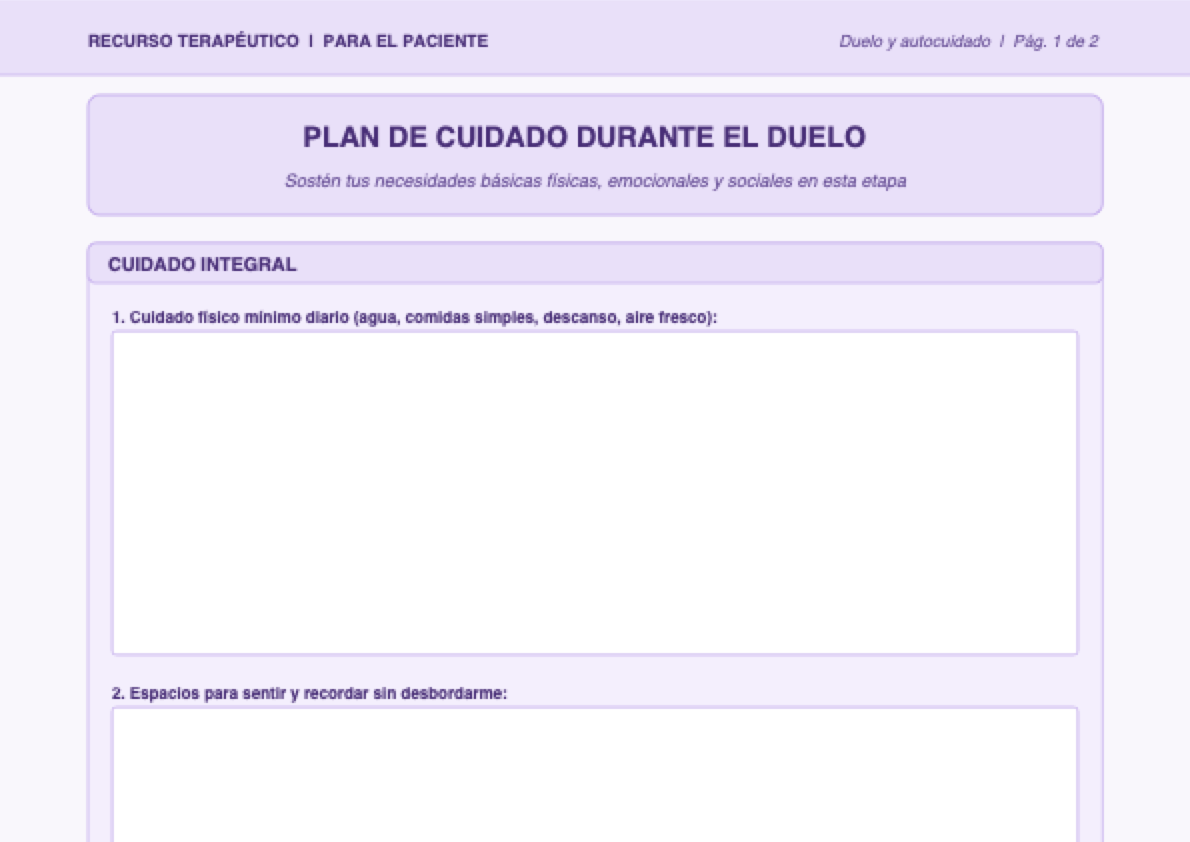 RECURSO TERAPÉUTICO | PARA EL PACIENTE
Duelo y autocuidado | Pág. 1 de 2
PLAN DE CUIDADO DURANTE EL DUELO
Sostén tus necesidades básicas físicas, emocionales y sociales en esta etapa
CUIDADO INTEGRAL
1. Cuidado físico mínimo diario (agua, comidas simples, descanso, aire fresco):
2. Espacios para sentir y recordar sin desbordarme: